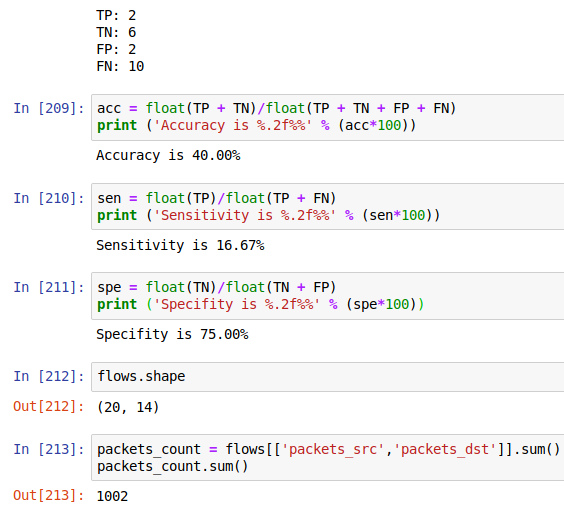 TP: 2
TN: 6
FP: 2
FN: 10
In [209]: acc = float(TP + TN)/float(TP + TN + FP + FN)
print ('Accuracy is %.2f%%' % (acc*100))
Accuracy is 40.00%
In [210]: sen = float(TP)/float(TP + FN)
print ('Sensitivity is %.2f%%' % (sen*100))
Sensitivity is 16.67%
In [211]: spe = float(TN)/float(TN + FP)
print ('Specifity is %.2f%%' % (spe*100))
Specifity is 75.00%
In [212]: flows.shape
Out[212]: (20, 14)
In [213]: packets_count = flows[['packets_src','packets_dst']].sum()
packets_count.sum()
Out[213]: 1002